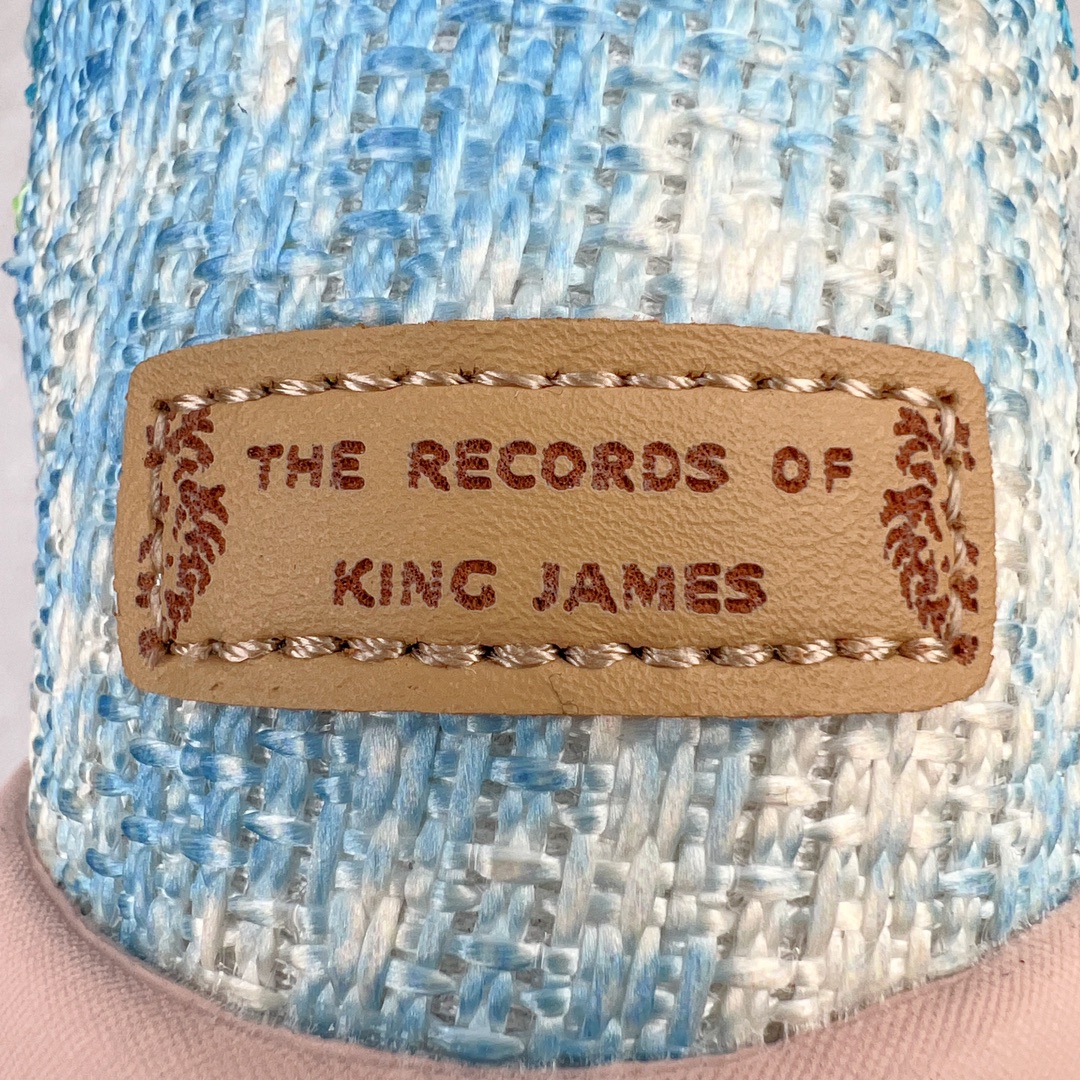 THE RECORDS OF
KING JAMES